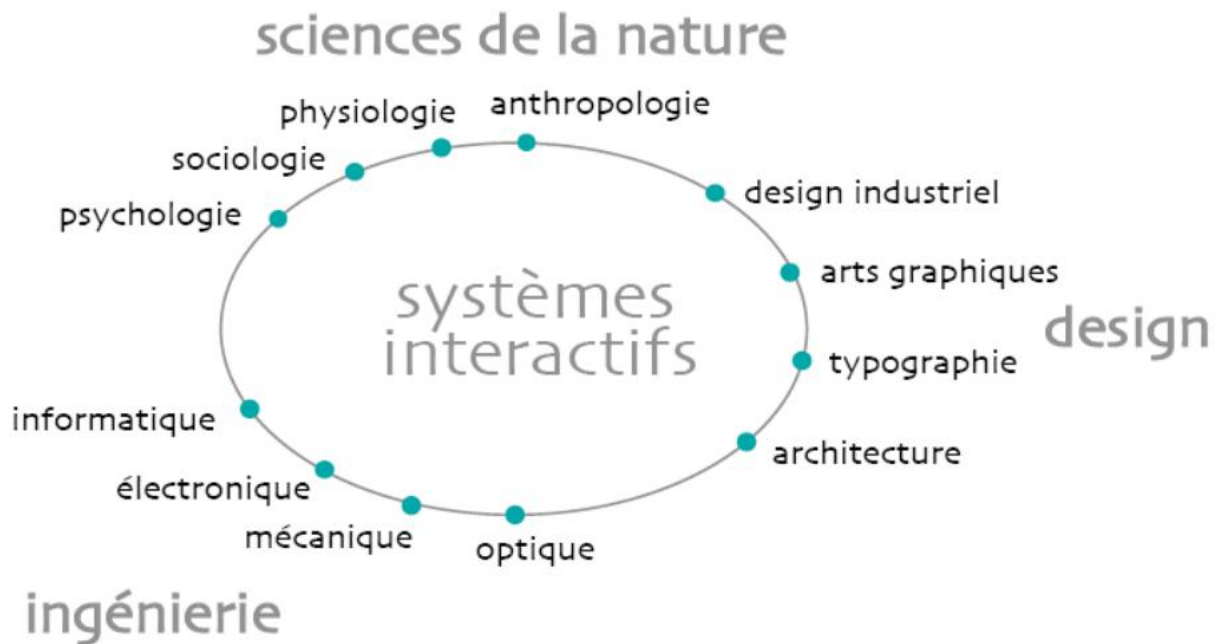 sciences de la nature
anthropologie
physiologie
sociologie
psychologie
design industriel
arts graphiques
typographie
architecture
design
systèmes
interactifs
informatique
électronique
mécanique
optique
ingénierie